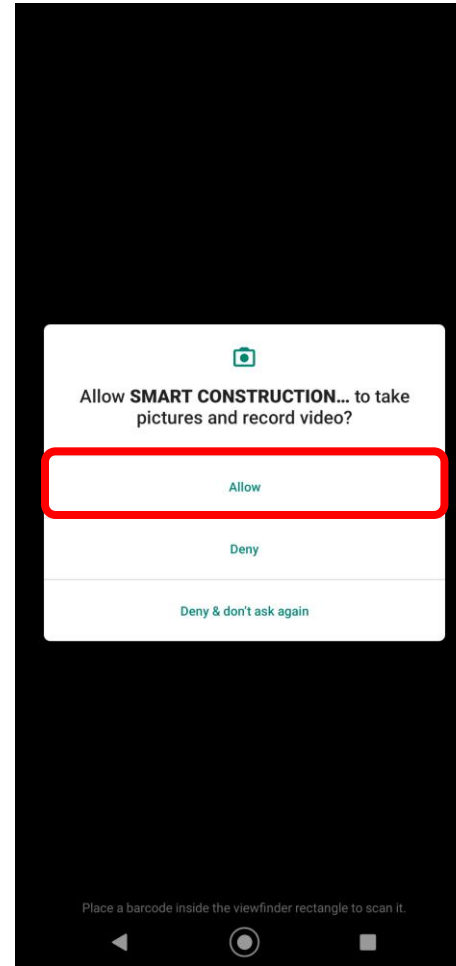 Allow SMART CONSTRUCTION... to take
pictures and record video?
Allow
Deny
Deny & don't ask again
Place a barcode inside the viewfinder rectangle to scan it.